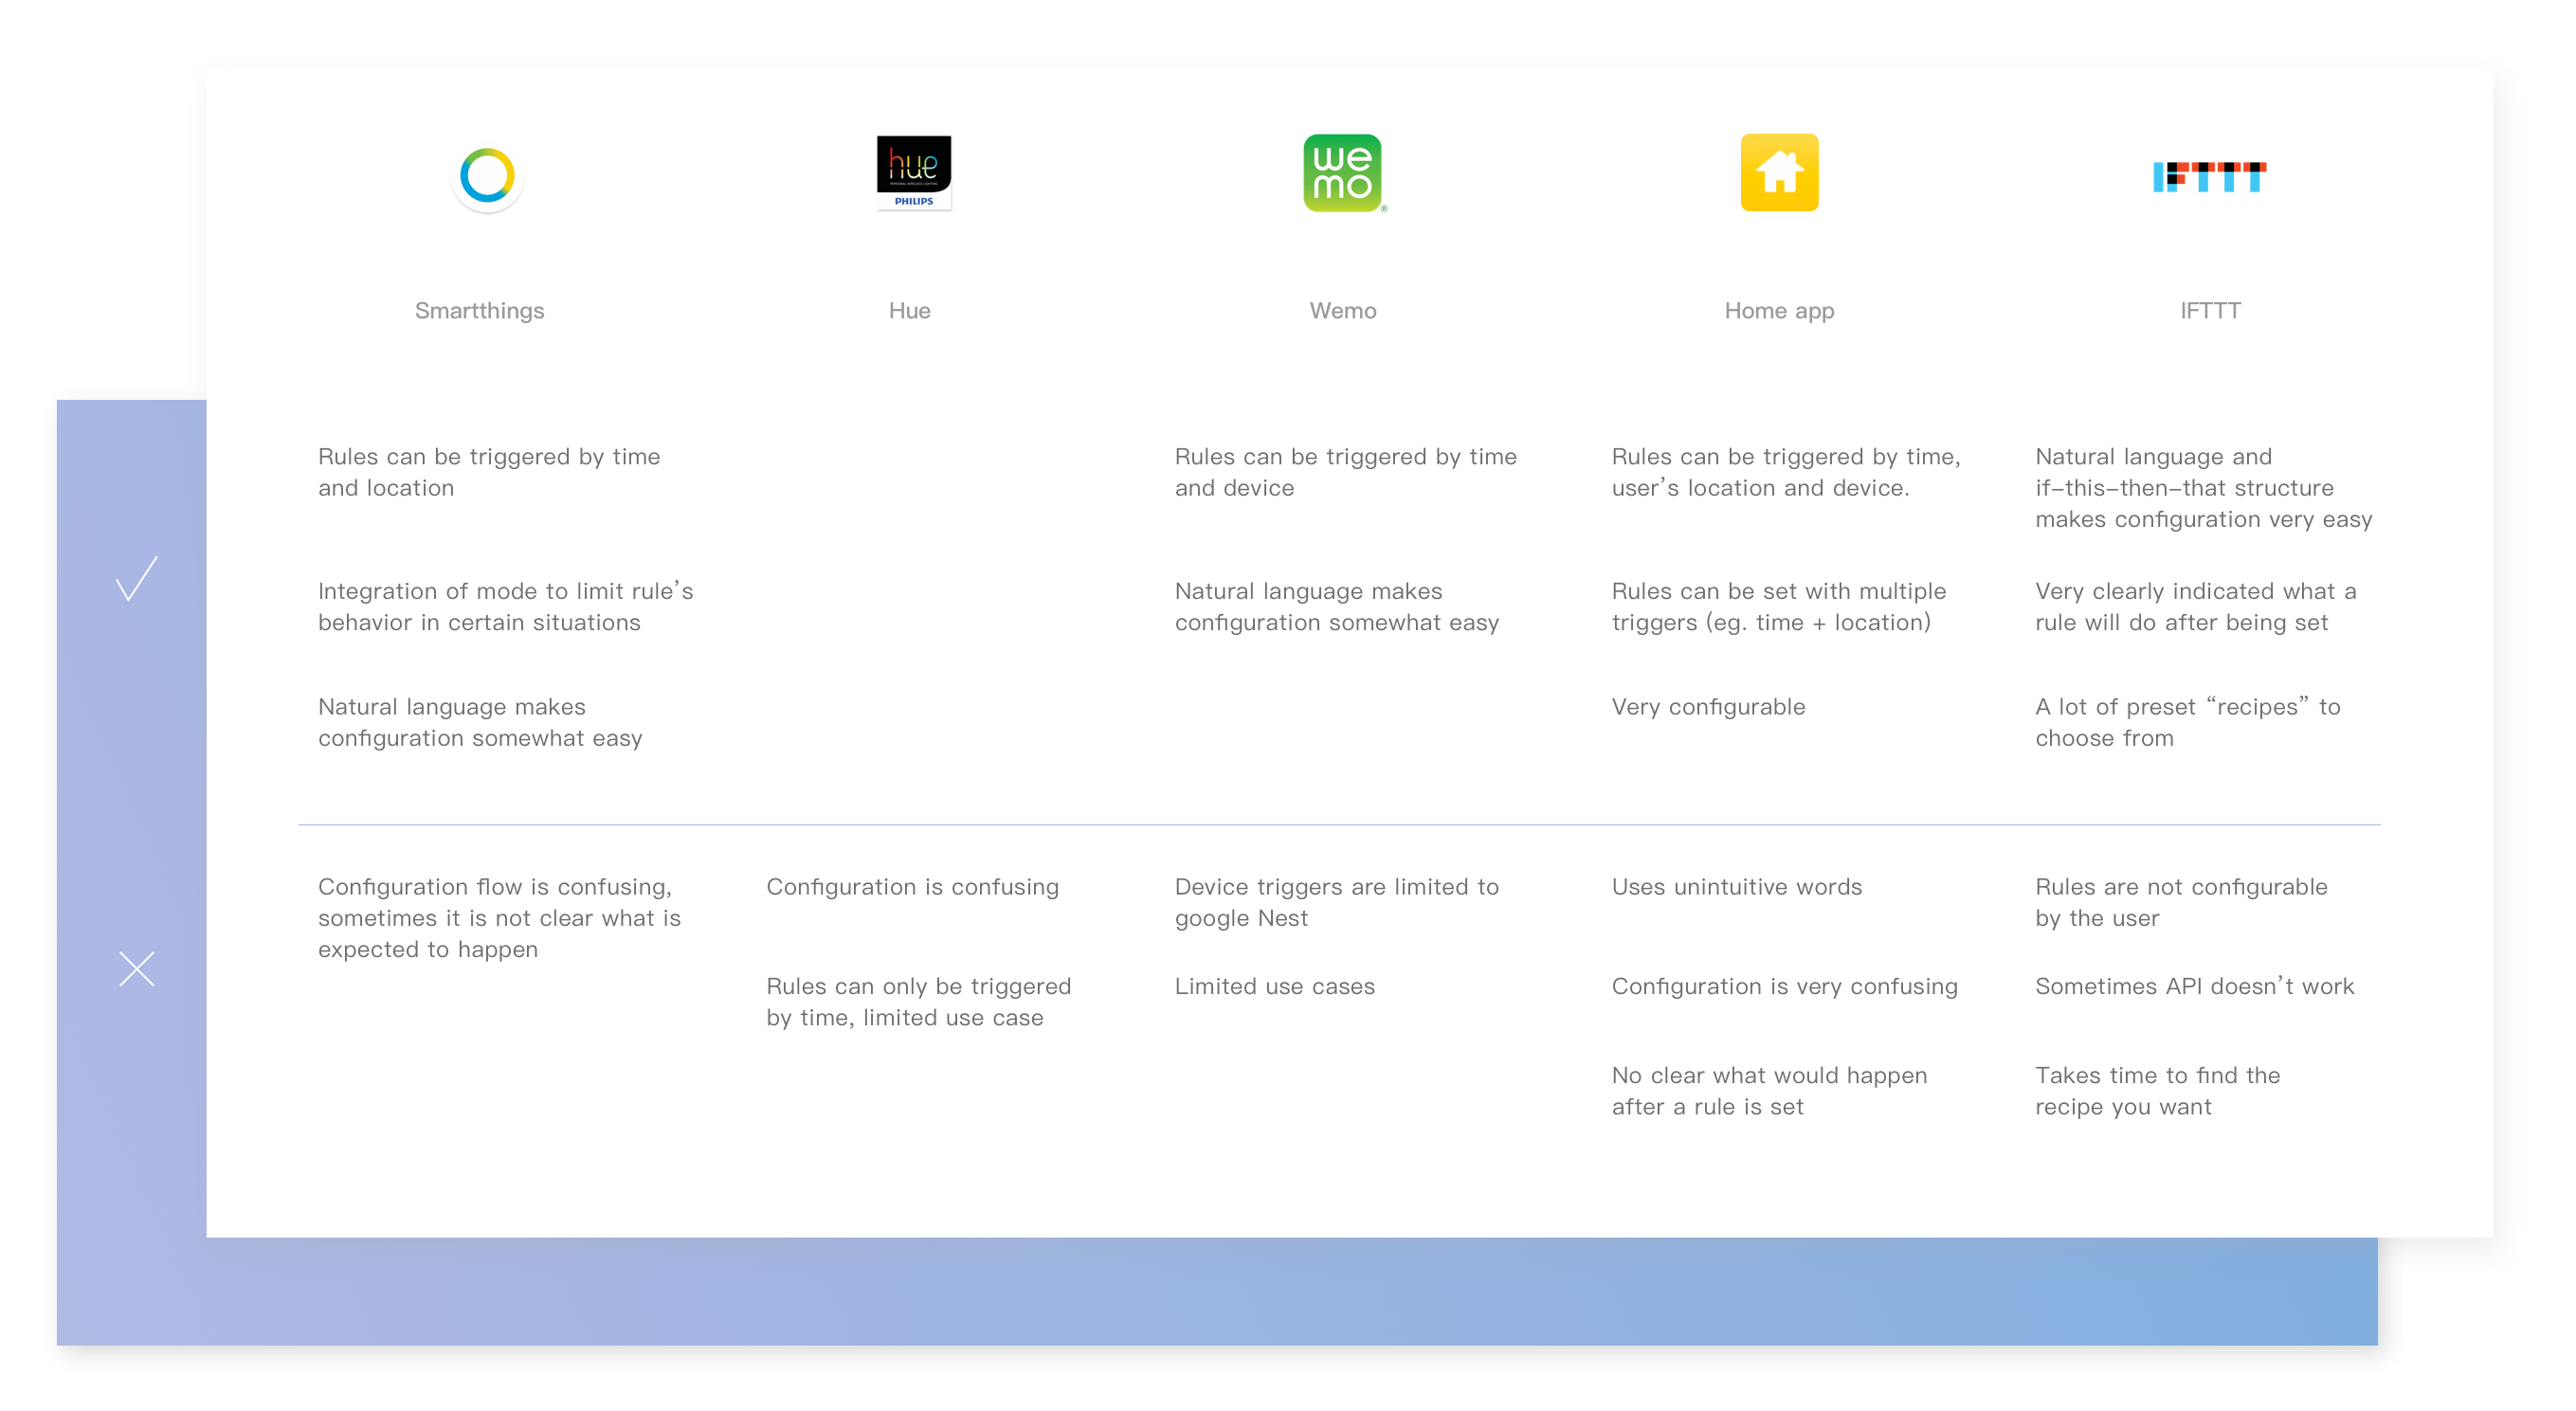 hue
PERSONAL WIRELESS LIGHTING
PHILIPS
we
mo
®
IFTTT
Smartthings
Hue
Wemo
Home app
IFTTT
Rules can be triggered by time
and location
Integration of mode to limit rule’s
behavior in certain situations
Natural language makes
configuration somewhat easy
Rules can be triggered by time
and device
Natural language makes
configuration somewhat easy
Rules can be triggered by time,
user’s location and device.
Rules can be set with multiple
triggers (eg. time + location)
Very configurable
Natural language and
if–this–then–that structure
makes configuration very easy
Very clearly indicated what a
rule will do after being set
A lot of preset “recipes” to
choose from
Configuration flow is confusing,
sometimes it is not clear what is
expected to happen
Configuration is confusing
Rules can only be triggered
by time, limited use case
Device triggers are limited to
google Nest
Limited use cases
Uses unintuitive words
Configuration is very confusing
No clear what would happen
after a rule is set
Rules are not configurable
by the user
Sometimes API doesn’t work
Takes time to find the
recipe you want